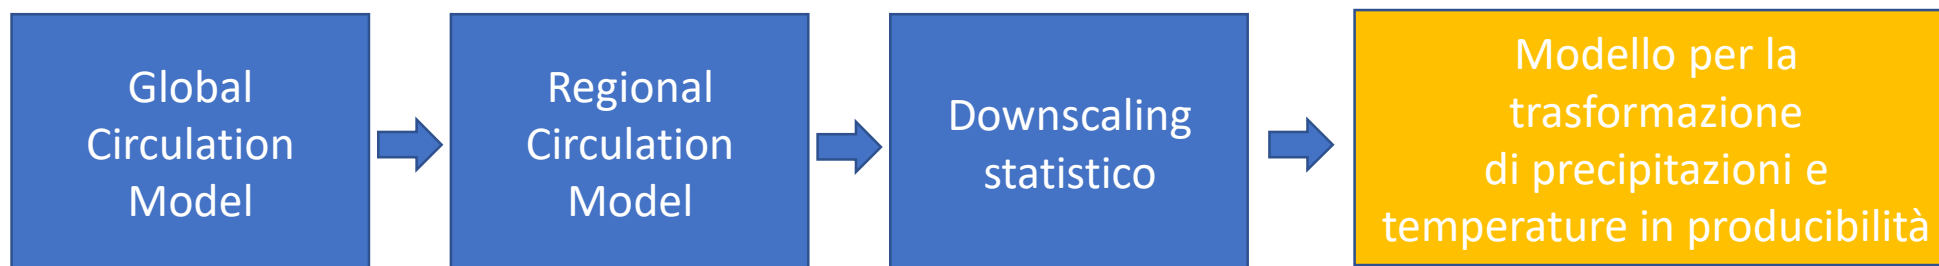 Global
Circulation
Model
Regional
Circulation
Model
Downscaling
statistico
Modello per la
trasformazione
di precipitazioni e
temperature in producibilità